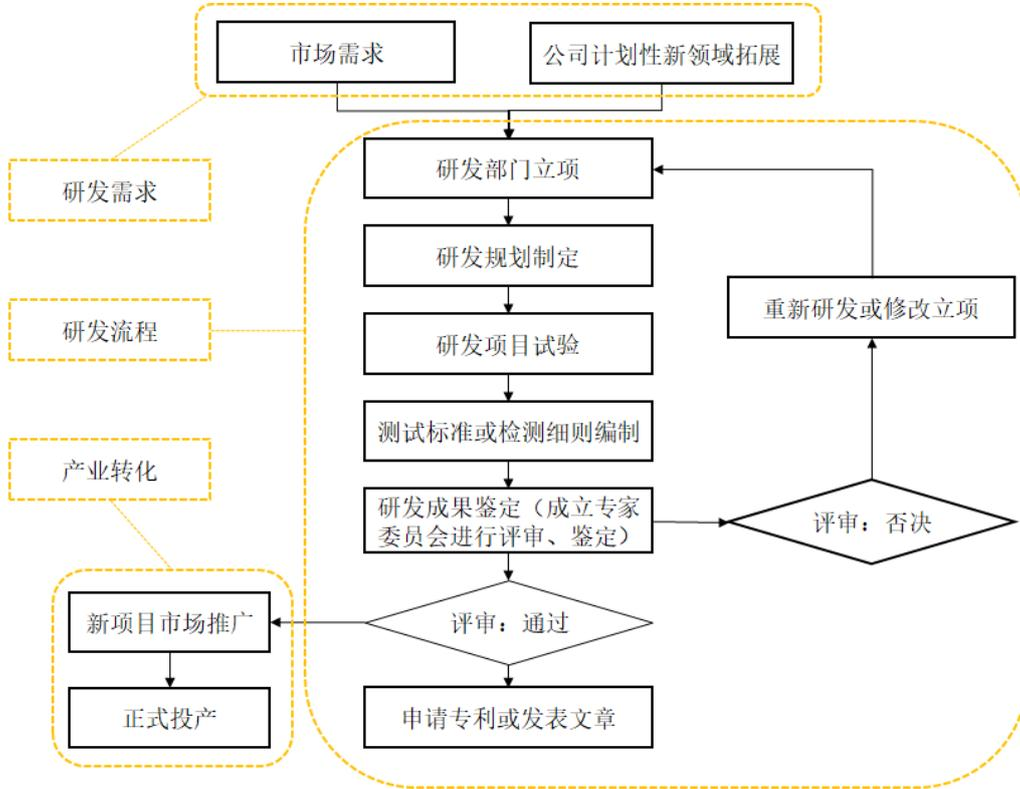 市场需求
公司计划性新领域拓展
研发需求
研发部门立项
研发规划制定
重新研发或修改立项
研发流程
研发项目试验
测试标准或检测细则编制
产业转化
研发成果鉴定（成立专家
委员会进行评审、鉴定）
评审：否决
新项目市场推广
评审：通过
正式投产
申请专利或发表文章